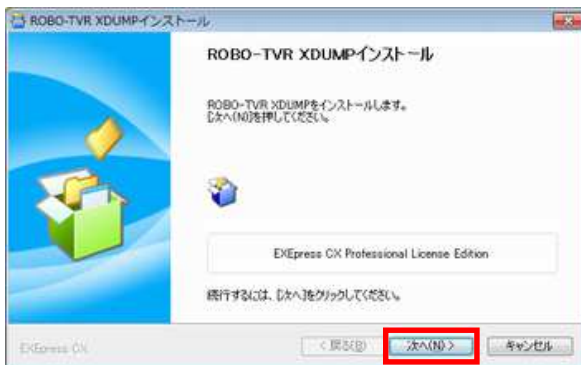 ROBO-TVR XDUMPインストール
ROBO-TVR XDUMPインストール
ROBO-TVR XDUMPをインストールします。
[次へ(N)]を押してください。
EXEpress CX Professional License Edition
続行するには、[次へ]をクリックしてください。
EXEpress CX
< 戻る(B)
次へ(N) >
キャンセル